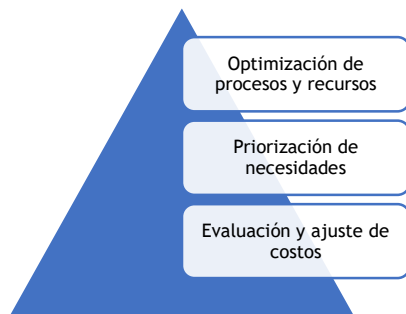 Optimización de
procesos y recursos
Priorización de
necesidades
Evaluación y ajuste de
costos